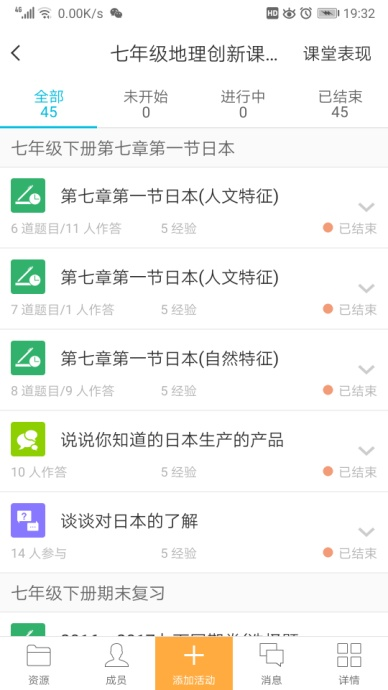 46 0.00K/s HD 19:32
七年级地理创新课... 课堂表现
全部 未开始 进行中 已结束
45 0 0 45
七年级下册第七章第一节日本
第七章第一节日本(人文特征)
6 道题目/11 人作答 5 经验 已结束
第七章第一节日本(人文特征)
7 道题目/1 人作答 5 经验 已结束
第七章第一节日本(自然特征)
8 道题目/9 人作答 5 经验 已结束
说说你知道的日本生产的产品
10 人作答 5 经验 已结束
谈谈对日本的了解
14 人参与 5 经验 已结束
七年级下册期末复习
资源 成员 添加活动 消息 详情